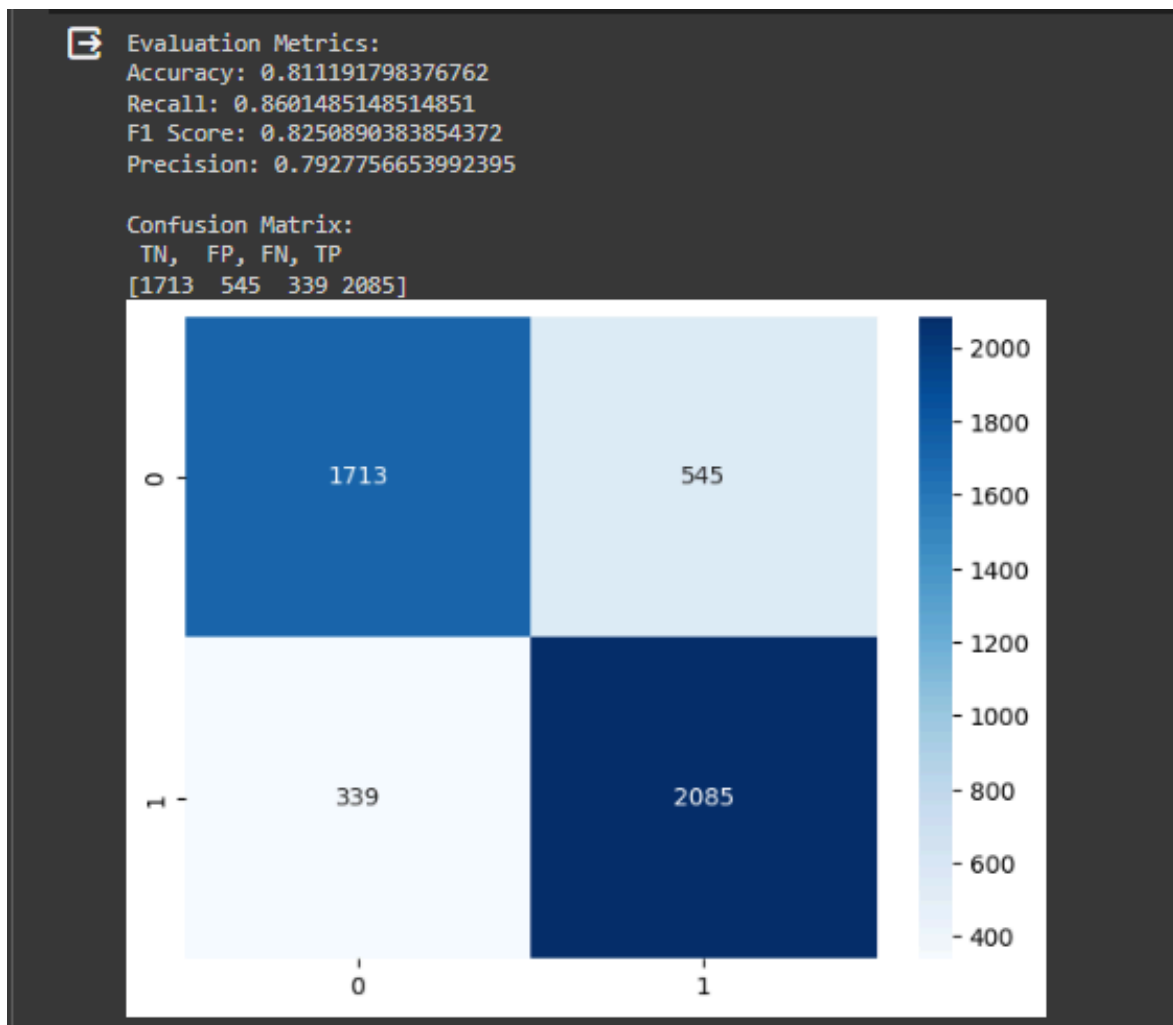 Evaluation Metrics:
Accuracy: 0.811191798376762
Recall: 0.8601485148514851
F1 Score: 0.8250890383854372
Precision: 0.7927756653992395
Confusion Matrix:
TN,  FP, FN, TP
[1713  545  339 2085]
2000
1800
0 1713 545
1600
1400
1200
1000
1 339 2085
800
600
400
0 1